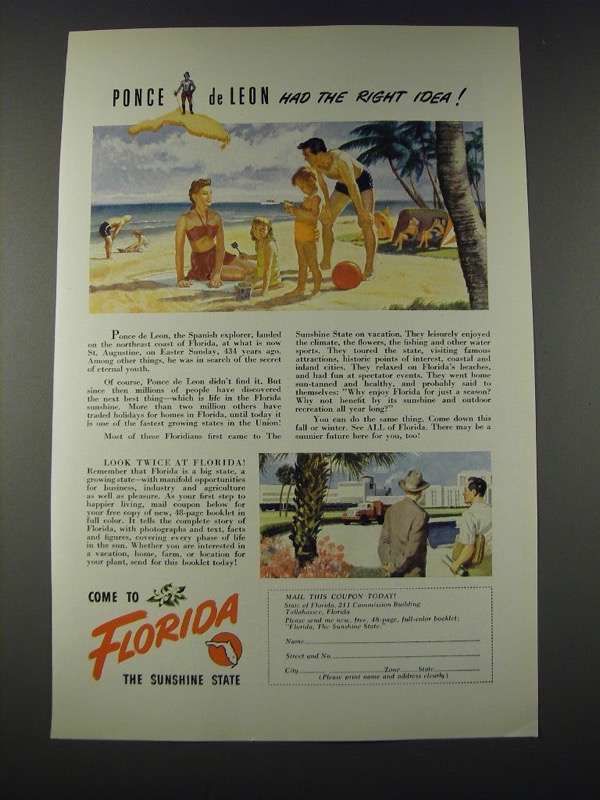 PONCE de LEON HAD THE RIGHT IDEA!
Ponce de Leon, the Spanish explorer, landed
on the northeast coast of Florida, at what is now
St. Augustine, on Easter Sunday, 434 years ago.
Among other things, he was in search of the secret
of eternal youth.
Of course, Ponce de Leon didn't find it. But
since then millions of people have discovered
the next best thing—which is life in the Florida
sunshine. More than two million others have
traded holidays for homes in Florida, until today it
is one of the fastest growing states in the Union!
Most of these Floridians first came to The
Sunshine State on vacation. They leisurely enjoyed
the climate, the flowers, the fishing and other water
sports. They toured the state, visiting famous
attractions, historic points of interest, coastal and
inland cities. They relaxed on Florida's beaches,
and had fun at spectator events. They went home
sun-tanned and healthy, and probably said to
themselves: "Why enjoy Florida for just a season?
Why not benefit by its sunshine and outdoor
recreation all year long?"
You can do the same thing. Come down this
fall or winter. See ALL of Florida. There may be a
sunnier future here for you, too!
LOOK TWICE AT FLORIDA!
Remember that Florida is a big state, a
growing state—with manifold opportunities
for business, industry and agriculture
as well as pleasure. As your first step to
happier living, mail coupon below for
your free copy of new, 48-page booklet in
full color. It tells the complete story of
Florida, with photographs and text, facts
and figures, covering every phase of life
in the sun. Whether you are interested in
a vacation, home, farm, or location for
your plant, send for this booklet today!
COME TO
FLORIDA
THE SUNSHINE STATE
MAIL THIS COUPON TODAY!
State of Florida, 241 Commission Building
Tallahassee, Florida
Please send me new, free, 48-page, full-color booklet:
"Florida, The Sunshine State."
Name
Street and No.
City Zone State
(Please print name and address clearly)